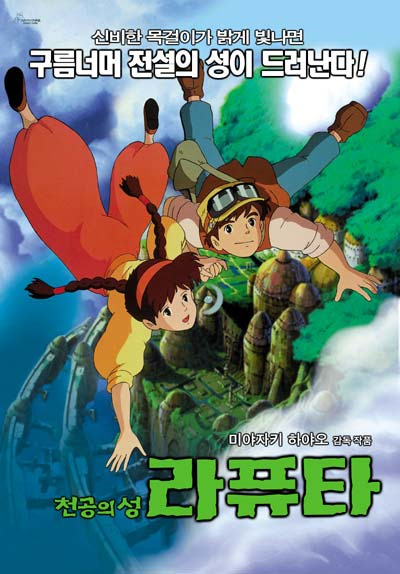 신비한 목걸이가 밝게 빛나면
구름너머 전설의 성이 드러난다!
미야자키 하야오 감독작품
천공의 성 라퓨타